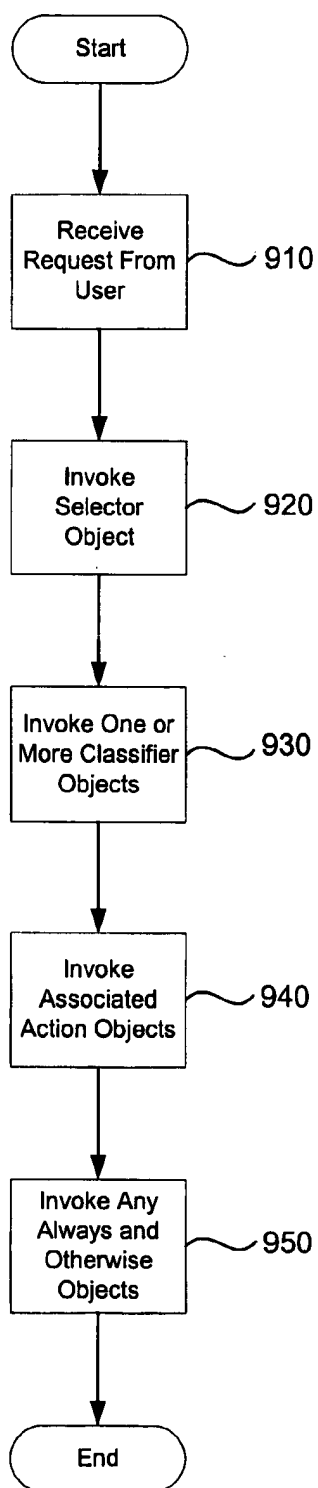 Start
Receive
Request From
User
910
Invoke
Selector
Object
920
Invoke One or
More Classifier
Objects
930
Invoke
Associated
Action Objects
940
Invoke Any
Always and
Otherwise
Objects
950
End